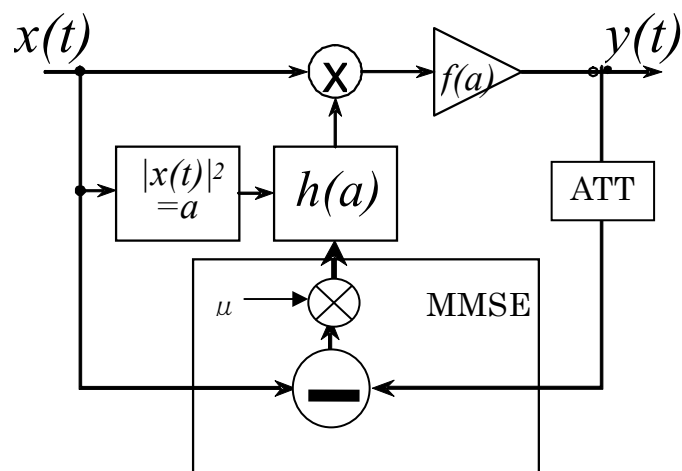 x(t)
y(t)
x
f(a)
|x(t)|²
=a
h(a)
ATT
μ
MMSE